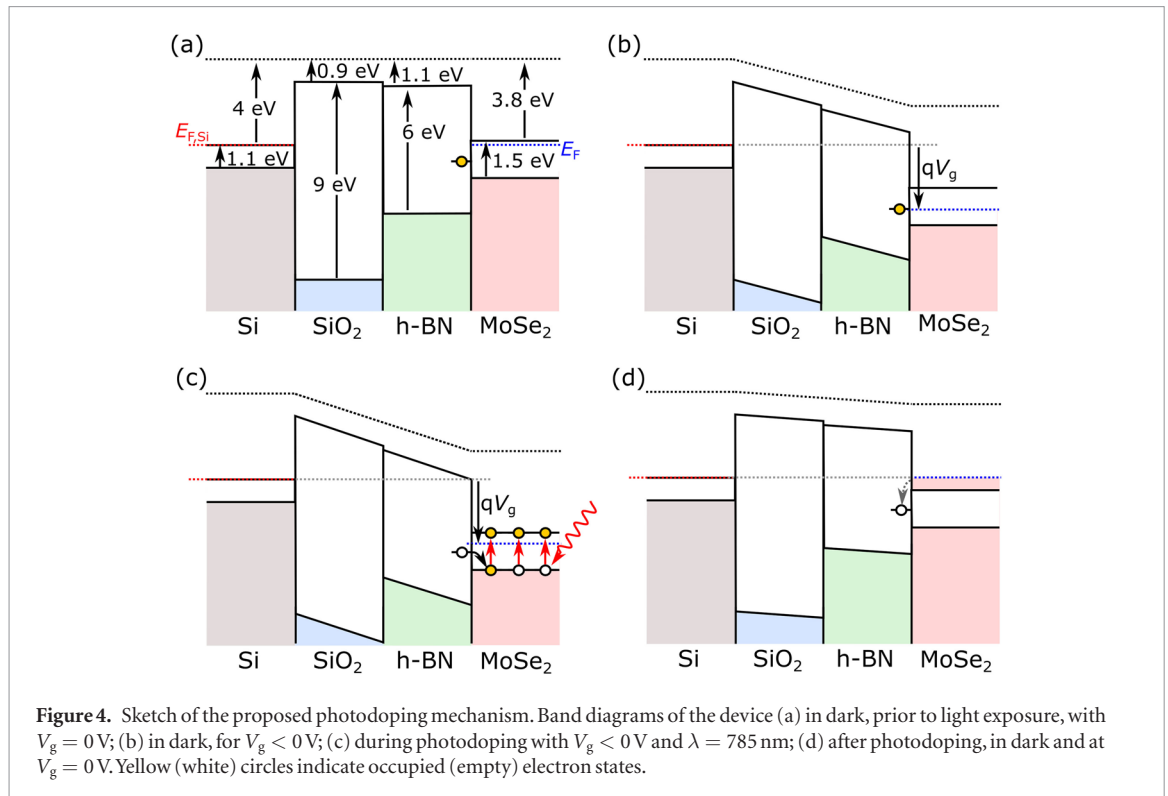 (a)
0.9 eV
1.1 eV
4 eV
3.8 eV
6 eV
E_F,Si
E_F
1.1 eV
1.5 eV
9 eV
Si
SiO₂
h-BN
MoSe₂
(b)
qV_g
Si
SiO₂
h-BN
MoSe₂
(c)
qV_g
Si
SiO₂
h-BN
MoSe₂
(d)
Si
SiO₂
h-BN
MoSe₂
Figure 4. Sketch of the proposed photodoping mechanism. Band diagrams of the device (a) in dark, prior to light exposure, with
V_g = 0 V; (b) in dark, for V_g < 0 V; (c) during photodoping with V_g < 0 V and λ = 785 nm; (d) after photodoping, in dark and at
V_g = 0 V. Yellow (white) circles indicate occupied (empty) electron states.